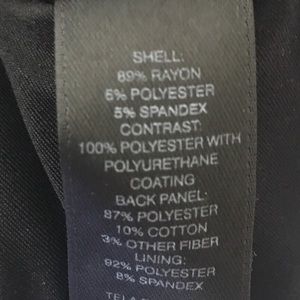 SHELL:
89% RAYON
6% POLYESTER
5% SPANDEX
CONTRAST:
100% POLYESTER WITH
POLYURETHANE
COATING
BACK PANEL:
87% POLYESTER
10% COTTON
3% OTHER FIBER
LINING:
92% POLYESTER
8% SPANDEX